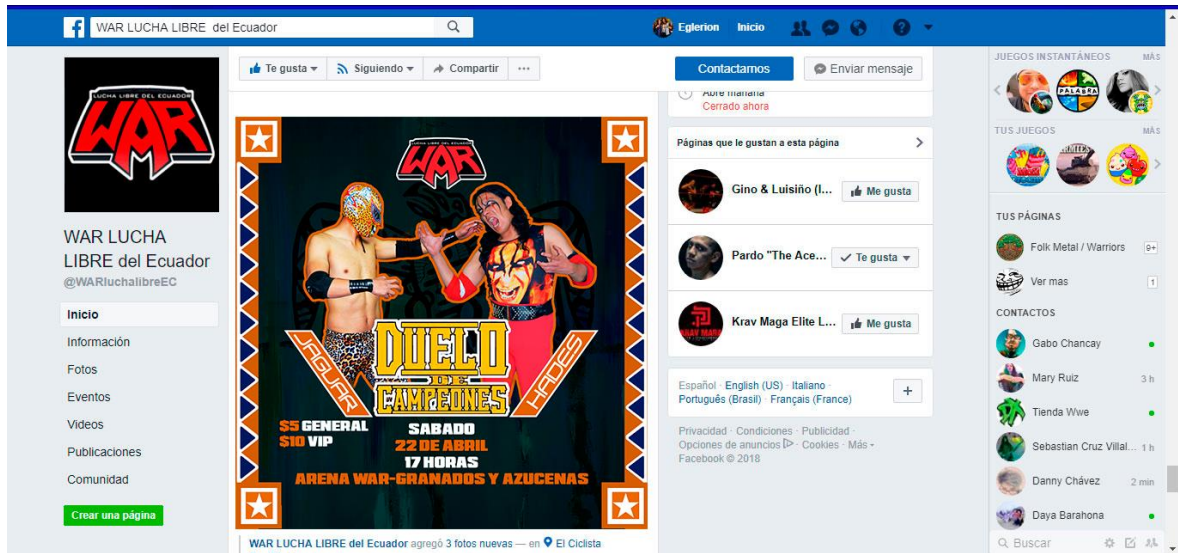 WAR LUCHA LIBRE del Ecuador
Eglerion
Inicio
LUCHA LIBRE DEL ECUADOR
WAR
WAR LUCHA
LIBRE del Ecuador
@WARluchalibreEC
Inicio
Información
Fotos
Eventos
Videos
Publicaciones
Comunidad
Crear una página
Te gusta
Siguiendo
Compartir
Contactarnos
Enviar mensaje
LUCHA LIBRE DEL ECUADOR
WAR
JAGUAR
DUELO
DE
CAMPEONES
HADES
$5 GENERAL
$10 VIP
SABADO
22 DE ABRIL
17 HORAS
ARENA WAR-GRANADOS Y AZUCENAS
WAR LUCHA LIBRE del Ecuador agregó 3 fotos nuevas — en El Ciclista
Abre mañana
Cerrado ahora
Páginas que le gustan a esta página
Gino & Luisiño (I...
Me gusta
Pardo "The Ace...
Te gusta
KRAV MAGA
Krav Maga Elite L...
Me gusta
Español · English (US) · Italiano ·
Português (Brasil) · Français (France)
Privacidad · Condiciones · Publicidad ·
Opciones de anuncios · Cookies · Más
Facebook © 2018
JUEGOS INSTANTÁNEOS MÁS
PALABRA
TUS JUEGOS MÁS
TUS PÁGINAS
Folk Metal / Warriors 9+
Ver mas 1
CONTACTOS
Gabo Chancay
Mary Ruiz 3 h
Tienda Wwe
Sebastian Cruz Villal... 1 h
Danny Chávez 2 min
Daya Barahona
Buscar